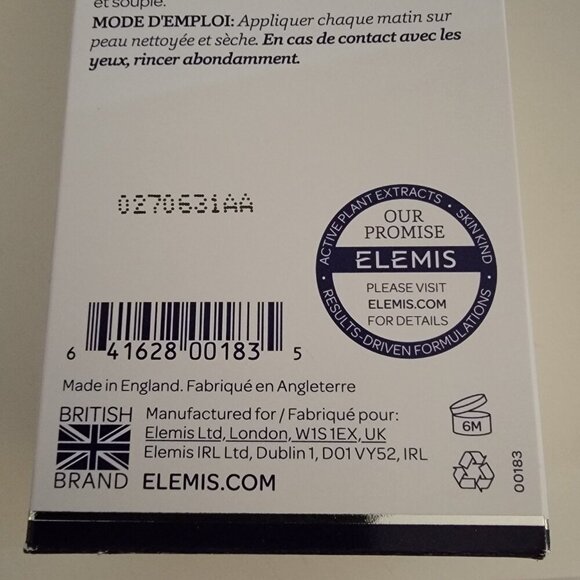 et souple.
MODE D'EMPLOI: Appliquer chaque matin sur
peau nettoyée et sèche. En cas de contact avec les
yeux, rincer abondamment.
0270631AA
ACTIVE PLANT EXTRACTS • SKIN KIND • RESULTS-DRIVEN FORMULATIONS •
OUR
PROMISE
ELEMIS
PLEASE VISIT
ELEMIS.COM
FOR DETAILS
6 41628 00183 5
Made in England. Fabriqué en Angleterre
BRITISH
BRAND
Manufactured for / Fabriqué pour:
Elemis Ltd, London, W1S 1EX, UK
Elemis IRL Ltd, Dublin 1, D01 VY52, IRL
ELEMIS.COM
6M
00183